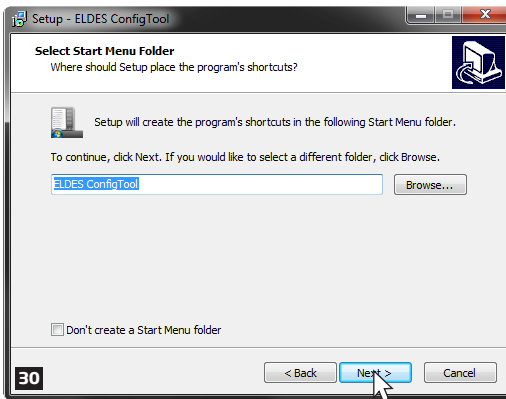 Setup - ELDES ConfigTool
Select Start Menu Folder
Where should Setup place the program's shortcuts?
Setup will create the program's shortcuts in the following Start Menu folder.
To continue, click Next. If you would like to select a different folder, click Browse.
ELDES ConfigTool
Browse...
Don't create a Start Menu folder
30
< Back
Next >
Cancel